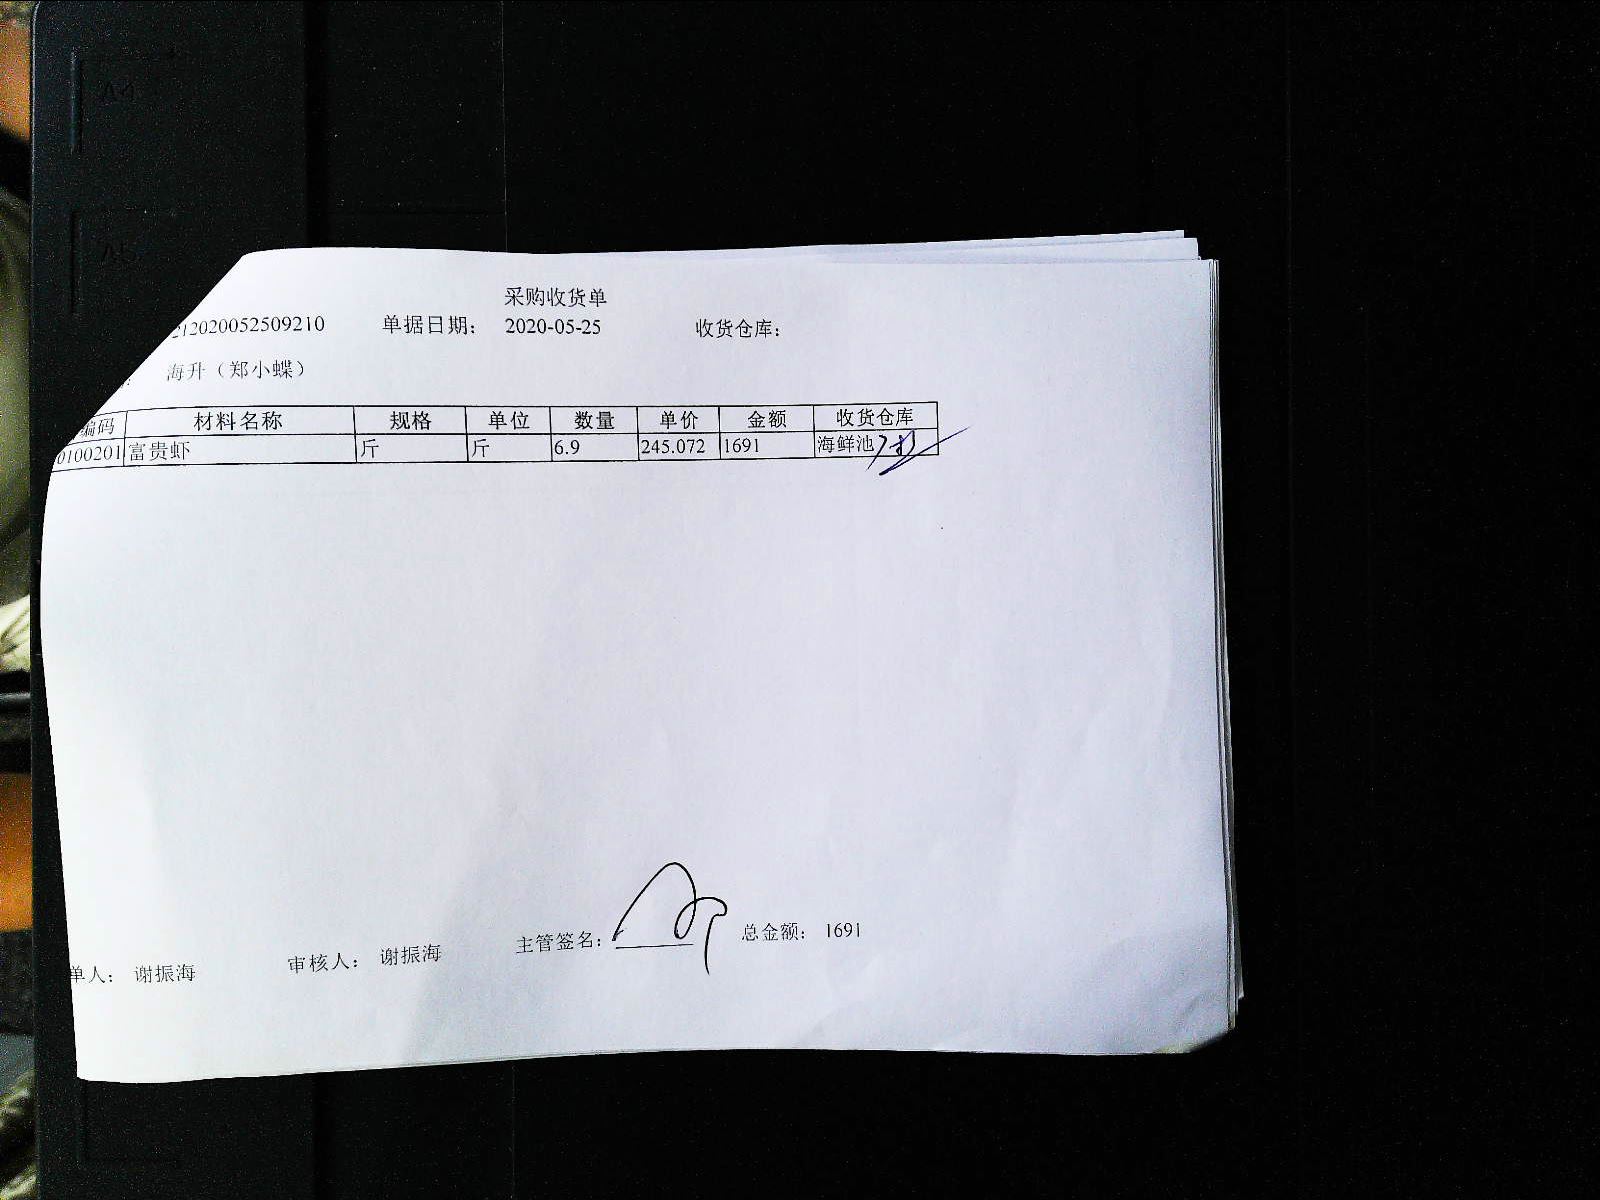 采购收货单
212020052509210 单据日期： 2020-05-25 收货仓库：
海升（郑小蝶）
编码 材料名称 规格 单位 数量 单价 金额 收货仓库
0100201 富贵虾 斤 斤 6.9 245.072 1691 海鲜池
主管签名： 总金额： 1691
单人： 谢振海 审核人： 谢振海
A4
A5